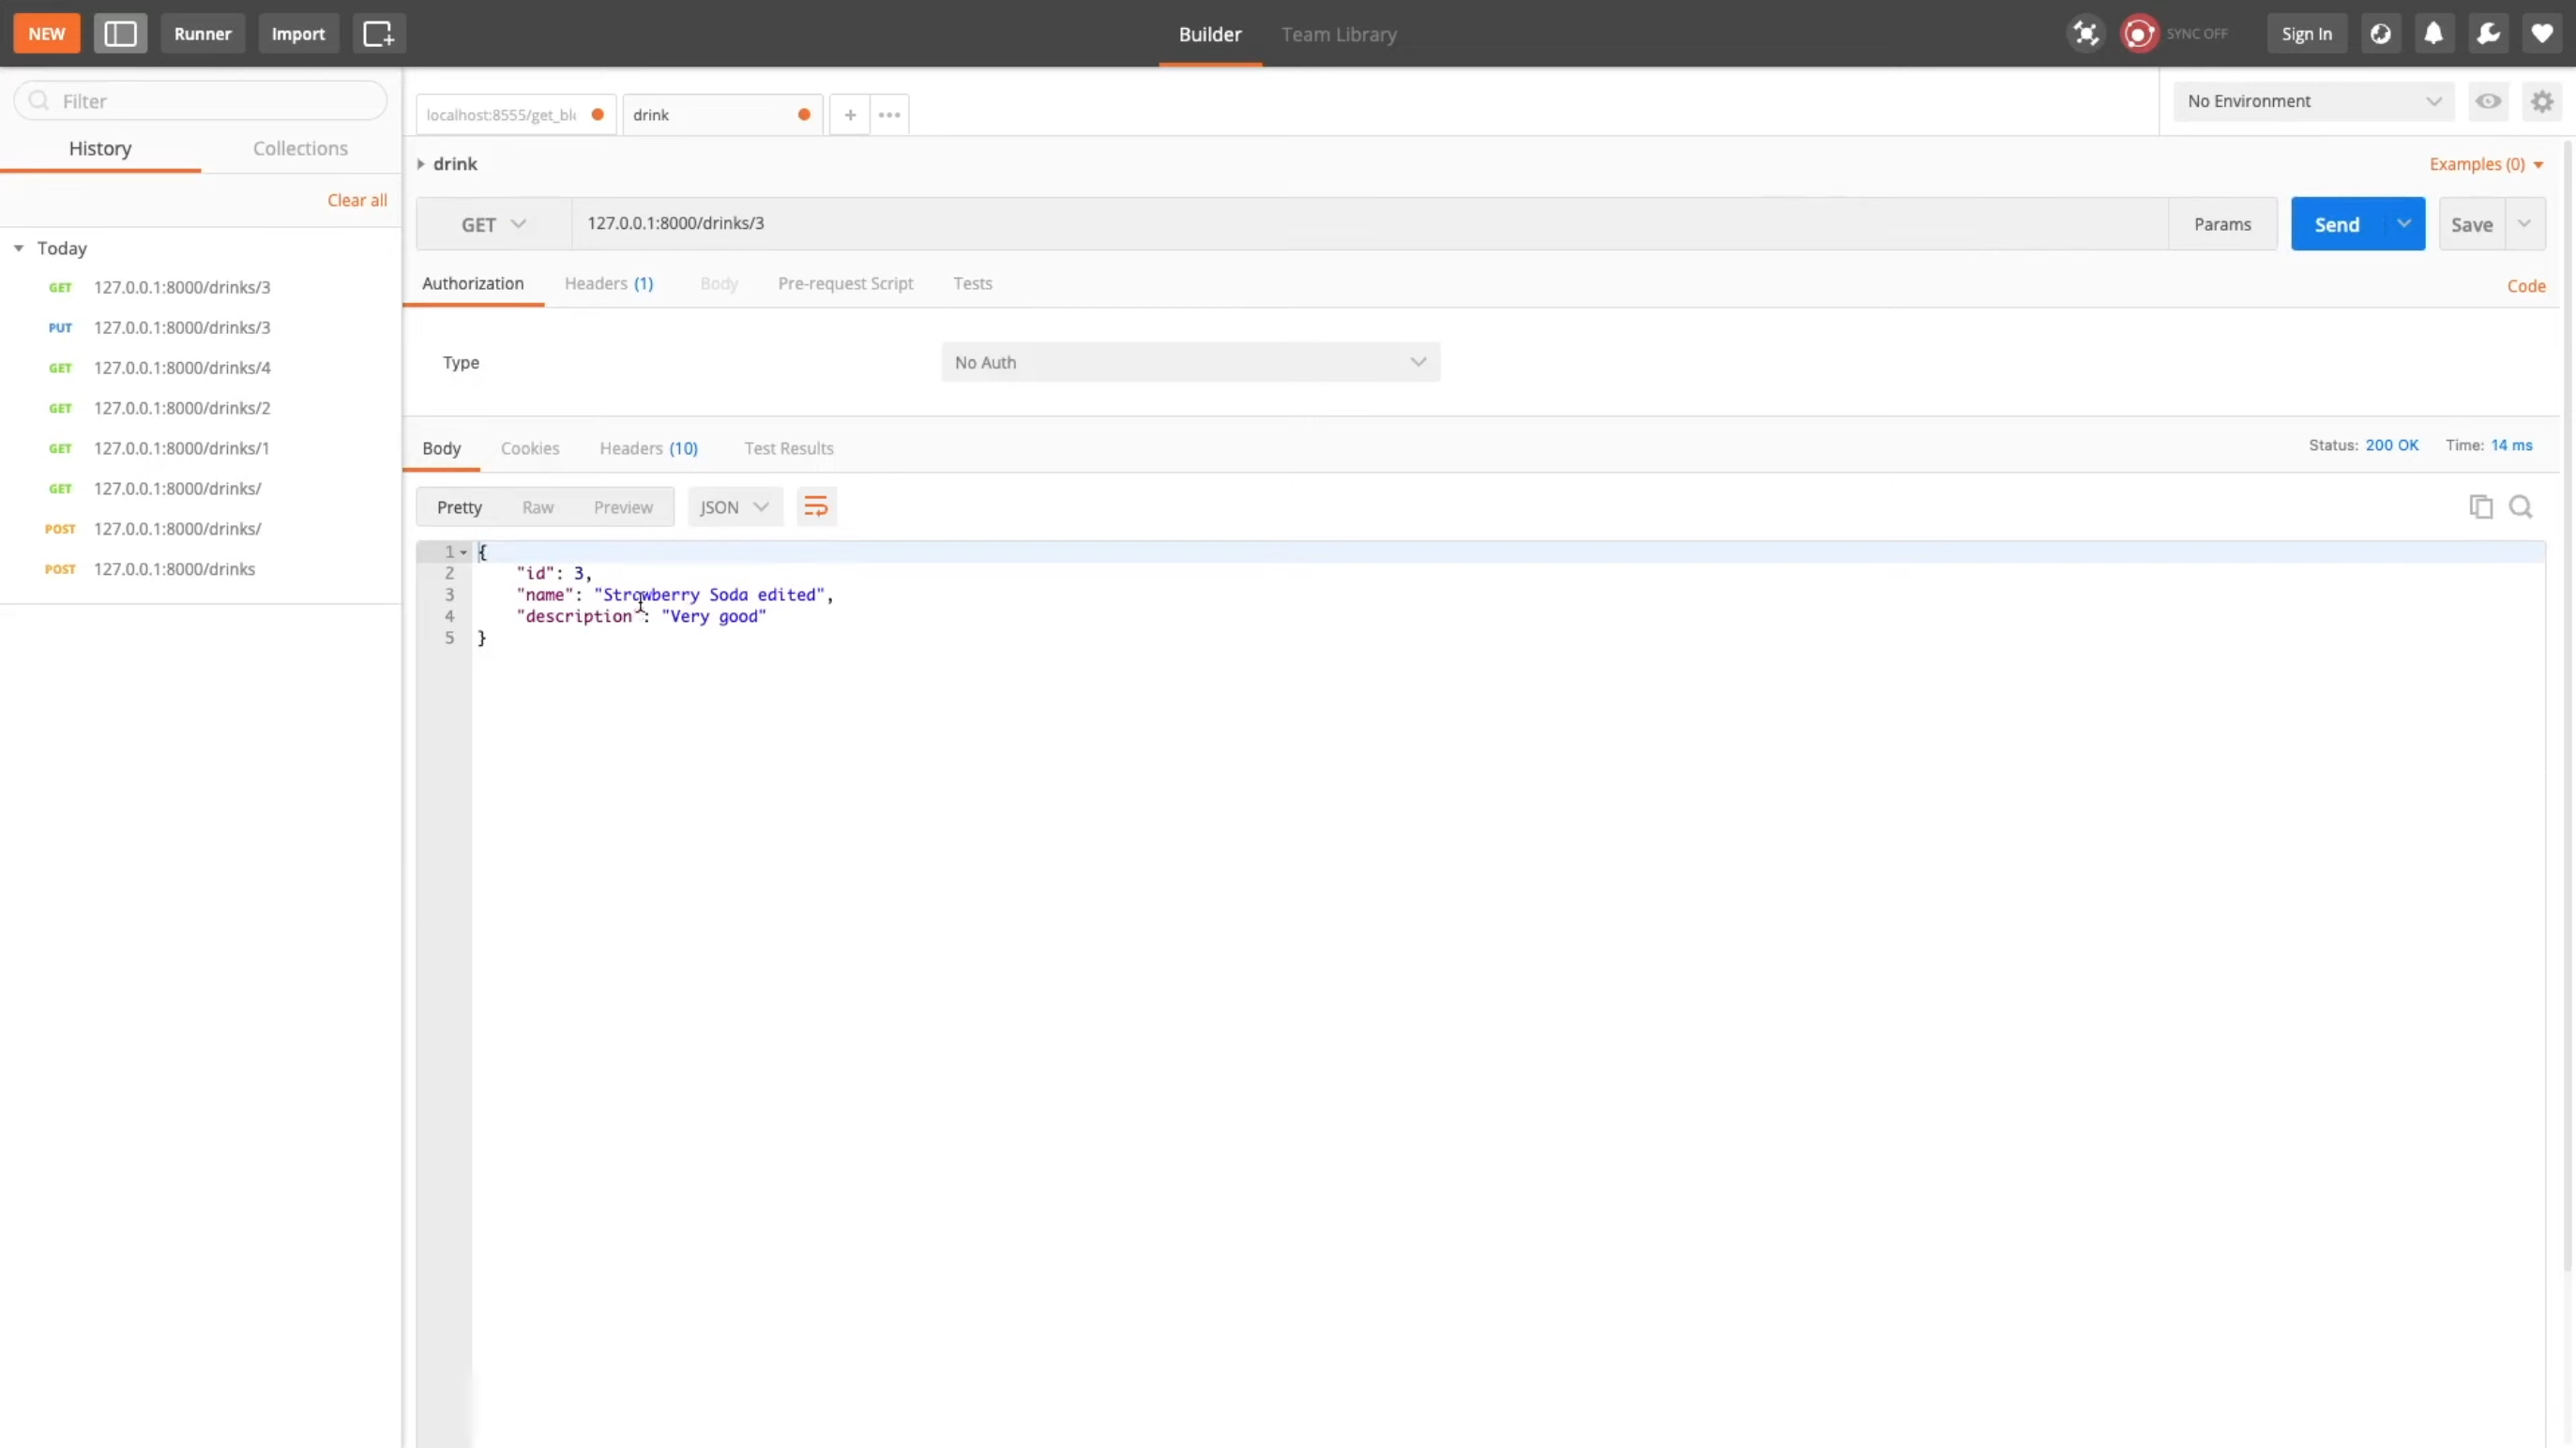 NEW Runner Import Builder Team Library SYNC OFF Sign In
Filter
localhost:8555/get_bl drink + ••• No Environment
History Collections
drink Examples (0)
Clear all
GET 127.0.0.1:8000/drinks/3 Params Send Save
Today
GET 127.0.0.1:8000/drinks/3
PUT 127.0.0.1:8000/drinks/3
GET 127.0.0.1:8000/drinks/4
GET 127.0.0.1:8000/drinks/2
GET 127.0.0.1:8000/drinks/1
GET 127.0.0.1:8000/drinks/
POST 127.0.0.1:8000/drinks/
POST 127.0.0.1:8000/drinks
Authorization Headers (1) Body Pre-request Script Tests Code
Type No Auth
Body Cookies Headers (10) Test Results Status: 200 OK Time: 14 ms
Pretty Raw Preview JSON
1 {
2 "id": 3,
3 "name": "Strawberry Soda edited",
4 "description": "Very good"
5 }